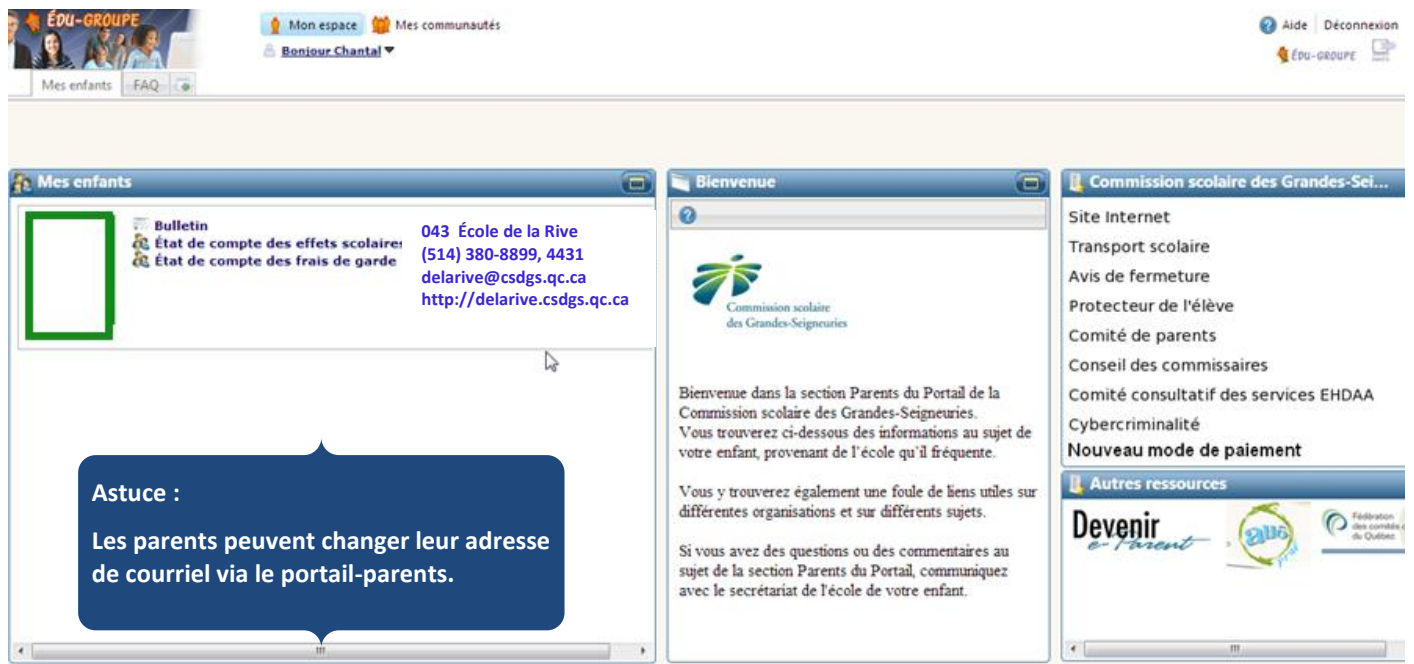 ÉDU-GROUPE
Mon espace Mes communautés
Bonjour Chantal
Aide Déconnexion
ÉDU-GROUPE
Mes enfants FAQ
Mes enfants
Bulletin
État de compte des effets scolaires
État de compte des frais de garde
043 École de la Rive
(514) 380-8899, 4431
delarive@csdgs.qc.ca
http://delarive.csdgs.qc.ca
Astuce :
Les parents peuvent changer leur adresse
de courriel via le portail-parents.
Bienvenue
Commission scolaire
des Grandes-Seigneuries
Bienvenue dans la section Parents du Portail de la
Commission scolaire des Grandes-Seigneuries.
Vous trouverez ci-dessous des informations au sujet de
votre enfant, provenant de l'école qu'il fréquente.
Vous y trouverez également une foule de liens utiles sur
différentes organisations et sur différents sujets.
Si vous avez des questions ou des commentaires au
sujet de la section Parents du Portail, communiquez
avec le secrétariat de l'école de votre enfant.
Commission scolaire des Grandes-Sei...
Site Internet
Transport scolaire
Avis de fermeture
Protecteur de l'élève
Comité de parents
Conseil des commissaires
Comité consultatif des services EHDAA
Cybercriminalité
Nouveau mode de paiement
Autres ressources
Devenir
e-Parent
Fédération
des comités
du Québec